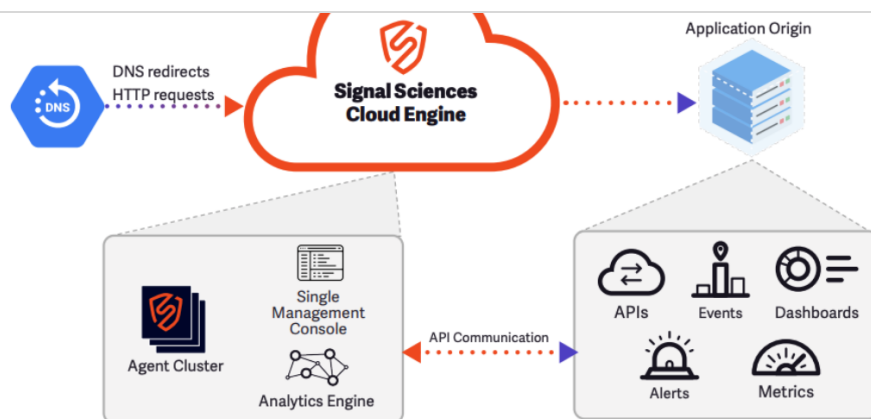 Application Origin
DNS redirects
HTTP requests
DNS
Signal Sciences
Cloud Engine
Single
Management
Console
Agent Cluster
Analytics Engine
API Communication
APIs
Events
Dashboards
Alerts
Metrics